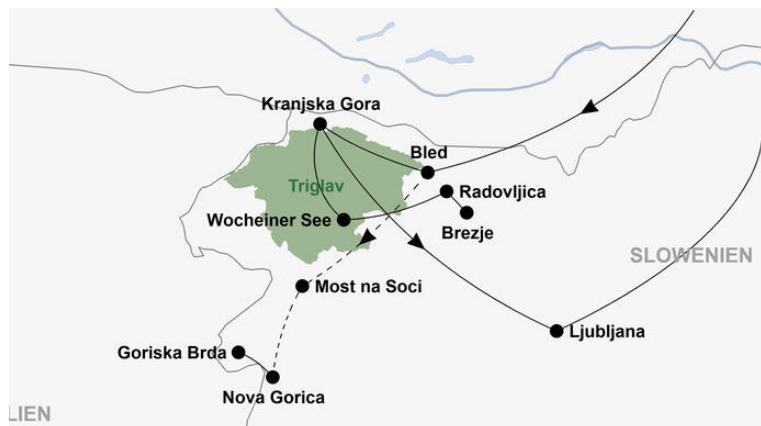 Kranjska Gora
Bled
Triglav
Radovljica
Wocheiner See
Brezje
SLOWENIEN
Most na Soci
Ljubljana
Goriska Brda
Nova Gorica
LIEN